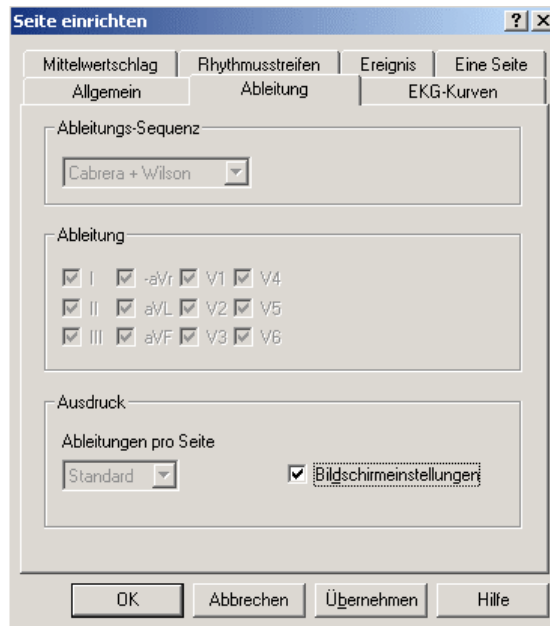 Seite einrichten
Mittelwertschlag Rhythmusstreifen Ereignis Eine Seite
Allgemein Ableitung EKG-Kurven
Ableitungs-Sequenz
Cabrera + Wilson
Ableitung
I -aVr V1 V4
II aVL V2 V5
III aVF V3 V6
Ausdruck
Ableitungen pro Seite
Standard Bildschirmeinstellungen
OK Abbrechen Übernehmen Hilfe